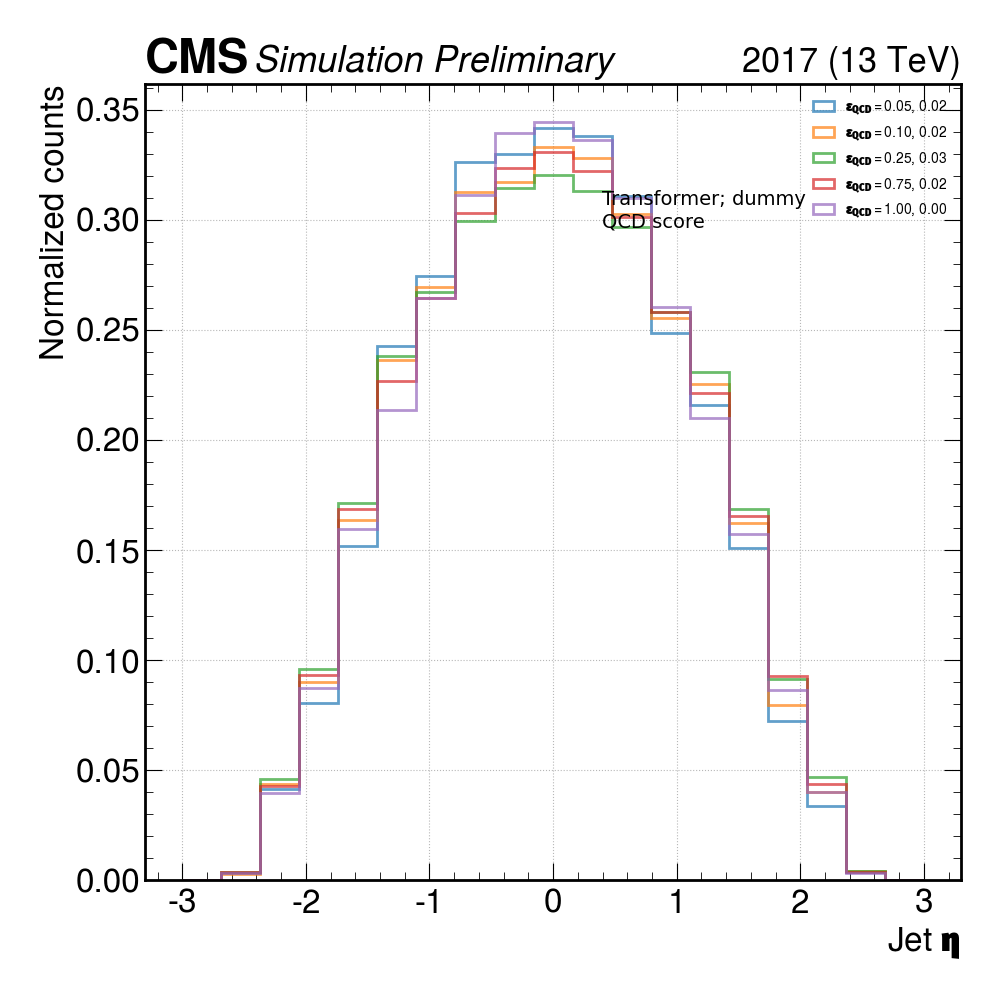 CMS Simulation Preliminary 2017 (13 TeV)
Normalized counts
0.35
0.30
0.25
0.20
0.15
0.10
0.05
0.00
εQCD = 0.05, 0.02
εQCD = 0.10, 0.02
εQCD = 0.25, 0.03
εQCD = 0.75, 0.02
εQCD = 1.00, 0.00
Transformer; dummy
QCD score
-3 -2 -1 0 1 2 3
Jet η